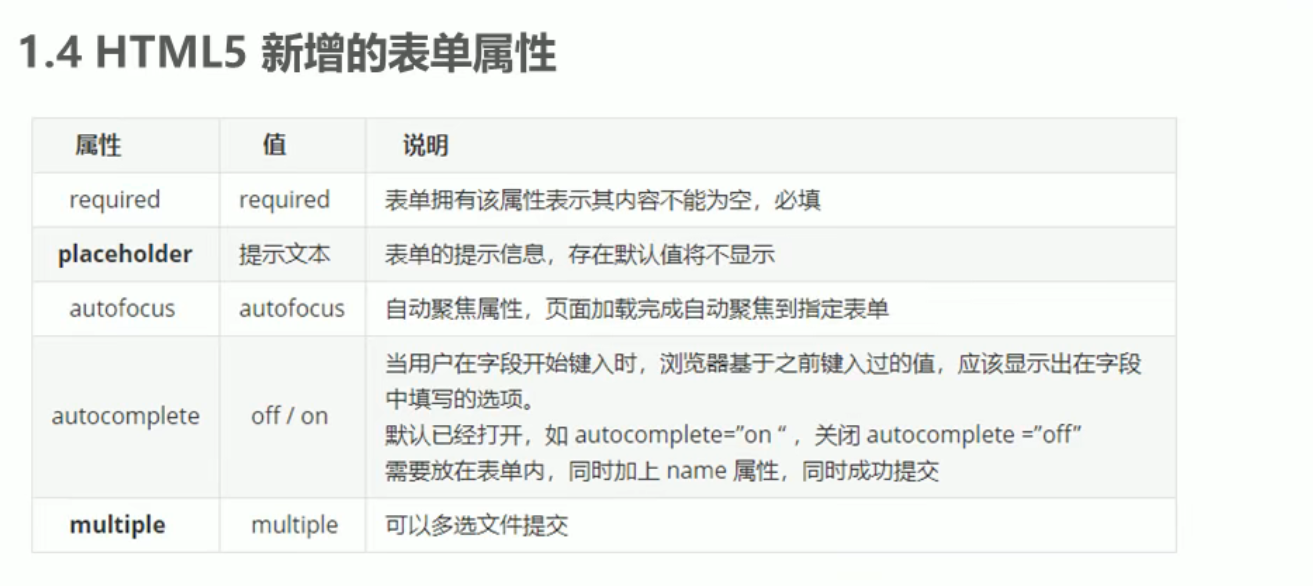 1.4 HTML5 新增的表单属性
属性 值 说明
required required 表单拥有该属性表示其内容不能为空，必填
placeholder 提示文本 表单的提示信息，存在默认值将不显示
autofocus autofocus 自动聚焦属性，页面加载完成自动聚焦到指定表单
autocomplete off / on 当用户在字段开始键入时，浏览器基于之前键入过的值，应该显示出在字段
中填写的选项。
默认已经打开，如 autocomplete=”on “ ，关闭 autocomplete =”off”
需要放在表单内，同时加上 name 属性，同时成功提交
multiple multiple 可以多选文件提交